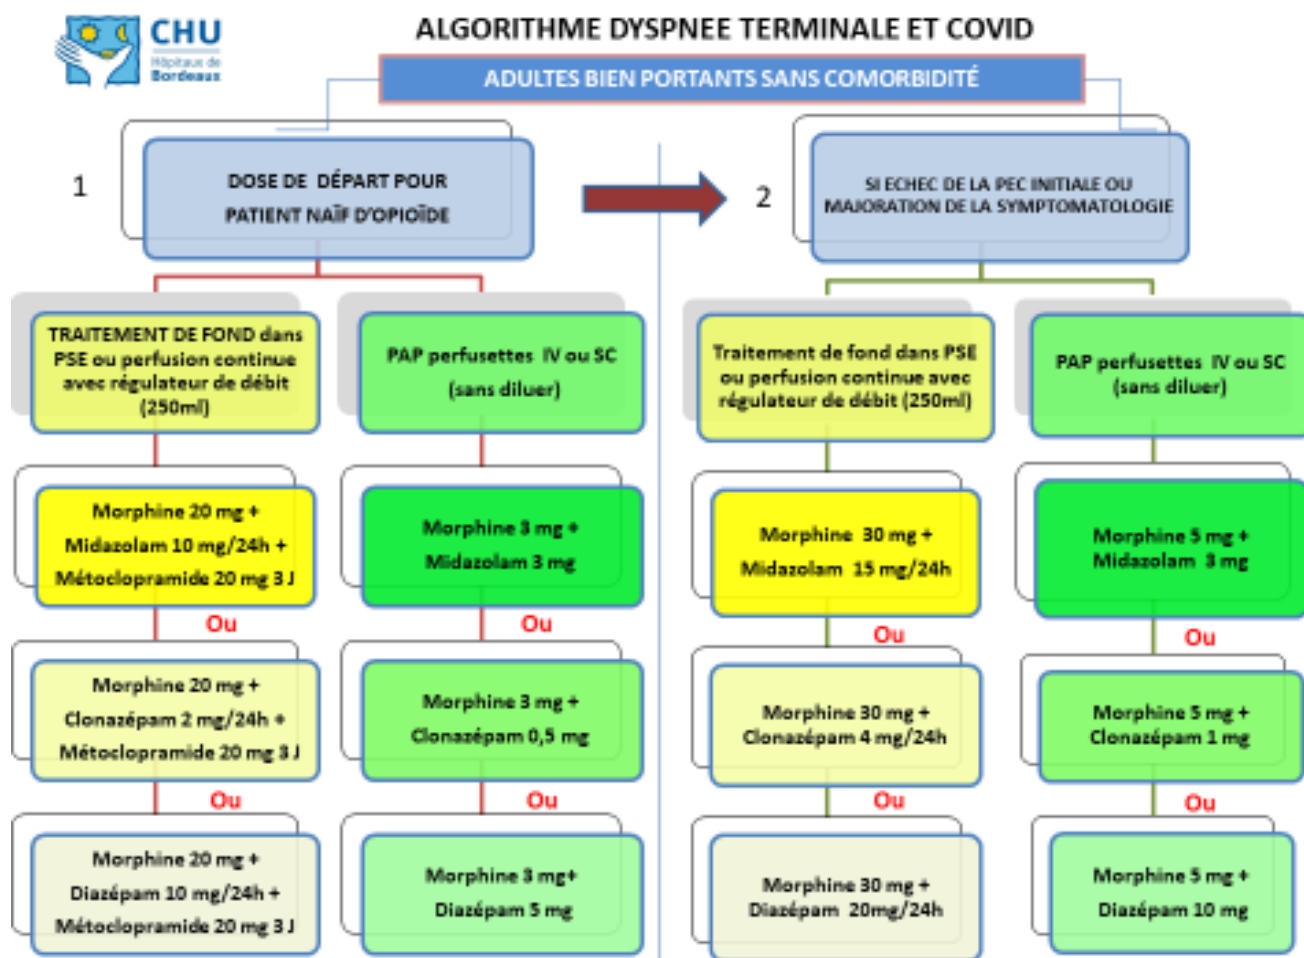 CHU
Hôpitaux de
Bordeaux
ALGORITHME DYSPNEE TERMINALE ET COVID
ADULTES BIEN PORTANTS SANS COMORBIDITÉ
1
DOSE DE DÉPART POUR
PATIENT NAÏF D'OPIOÏDE
TRAITEMENT DE FOND dans
PSE ou perfusion continue
avec régulateur de débit
(250ml)
PAP perfusettes IV ou SC
(sans diluer)
Morphine 20 mg +
Midazolam 10 mg/24h +
Métoclopramide 20 mg 3 J
Morphine 3 mg +
Midazolam 3 mg
Ou
Ou
Morphine 20 mg +
Clonazépam 2 mg/24h +
Métoclopramide 20 mg 3 J
Morphine 3 mg +
Clonazépam 0,5 mg
Ou
Ou
Morphine 20 mg +
Diazépam 10 mg/24h +
Métoclopramide 20 mg 3 J
Morphine 3 mg+
Diazépam 5 mg
2
SI ECHEC DE LA PEC INITIALE OU
MAJORATION DE LA SYMPTOMATOLOGIE
Traitement de fond dans PSE
ou perfusion continue avec
régulateur de débit (250ml)
PAP perfusettes IV ou SC
(sans diluer)
Morphine 30 mg +
Midazolam 15 mg/24h
Morphine 5 mg +
Midazolam 3 mg
Ou
Ou
Morphine 30 mg +
Clonazépam 4 mg/24h
Morphine 5 mg +
Clonazépam 1 mg
Ou
Ou
Morphine 30 mg +
Diazépam 20mg/24h
Morphine 5 mg +
Diazépam 10 mg